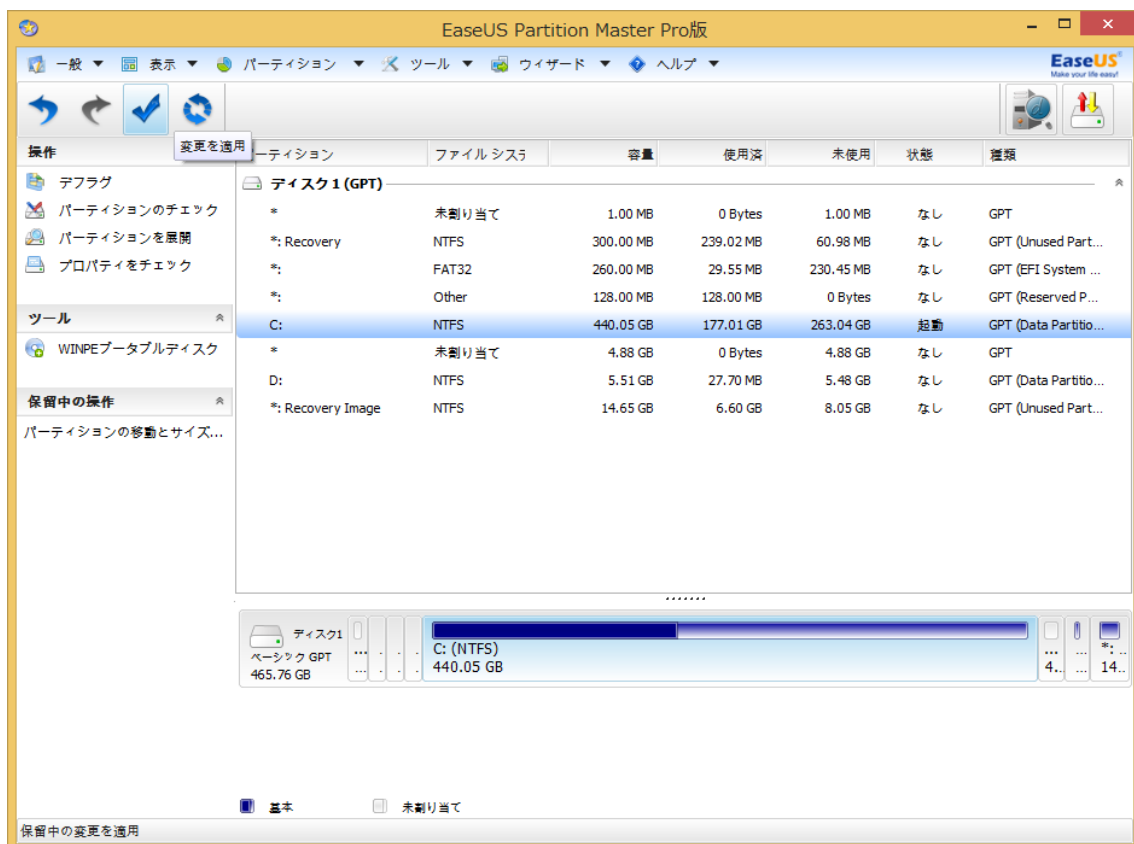 EaseUS Partition Master Pro版
一般 ▼ 表示 ▼ パーティション ▼ ツール ▼ ウィザード ▼ ヘルプ ▼
EaseUS
Make your life easy!
変更を適用
操作
デフラグ
パーティションのチェック
パーティションを展開
プロパティをチェック
ツール
WINPEブータブルディスク
保留中の操作
パーティションの移動とサイズ...
ーティション ファイル シスラ 容量 使用済 未使用 状態 種類
ディスク 1 (GPT)
* 未割り当て 1.00 MB 0 Bytes 1.00 MB なし GPT
*: Recovery NTFS 300.00 MB 239.02 MB 60.98 MB なし GPT (Unused Part...
*: FAT32 260.00 MB 29.55 MB 230.45 MB なし GPT (EFI System ...
*: Other 128.00 MB 128.00 MB 0 Bytes なし GPT (Reserved P...
C: NTFS 440.05 GB 177.01 GB 263.04 GB 起動 GPT (Data Partitio...
* 未割り当て 4.88 GB 0 Bytes 4.88 GB なし GPT
D: NTFS 5.51 GB 27.70 MB 5.48 GB なし GPT (Data Partitio...
*: Recovery Image NTFS 14.65 GB 6.60 GB 8.05 GB なし GPT (Unused Part...
ディスク1
ベーシック GPT
465.76 GB
C: (NTFS)
440.05 GB
... 4..
... ...
*: .. 14..
基本 未割り当て
保留中の変更を適用